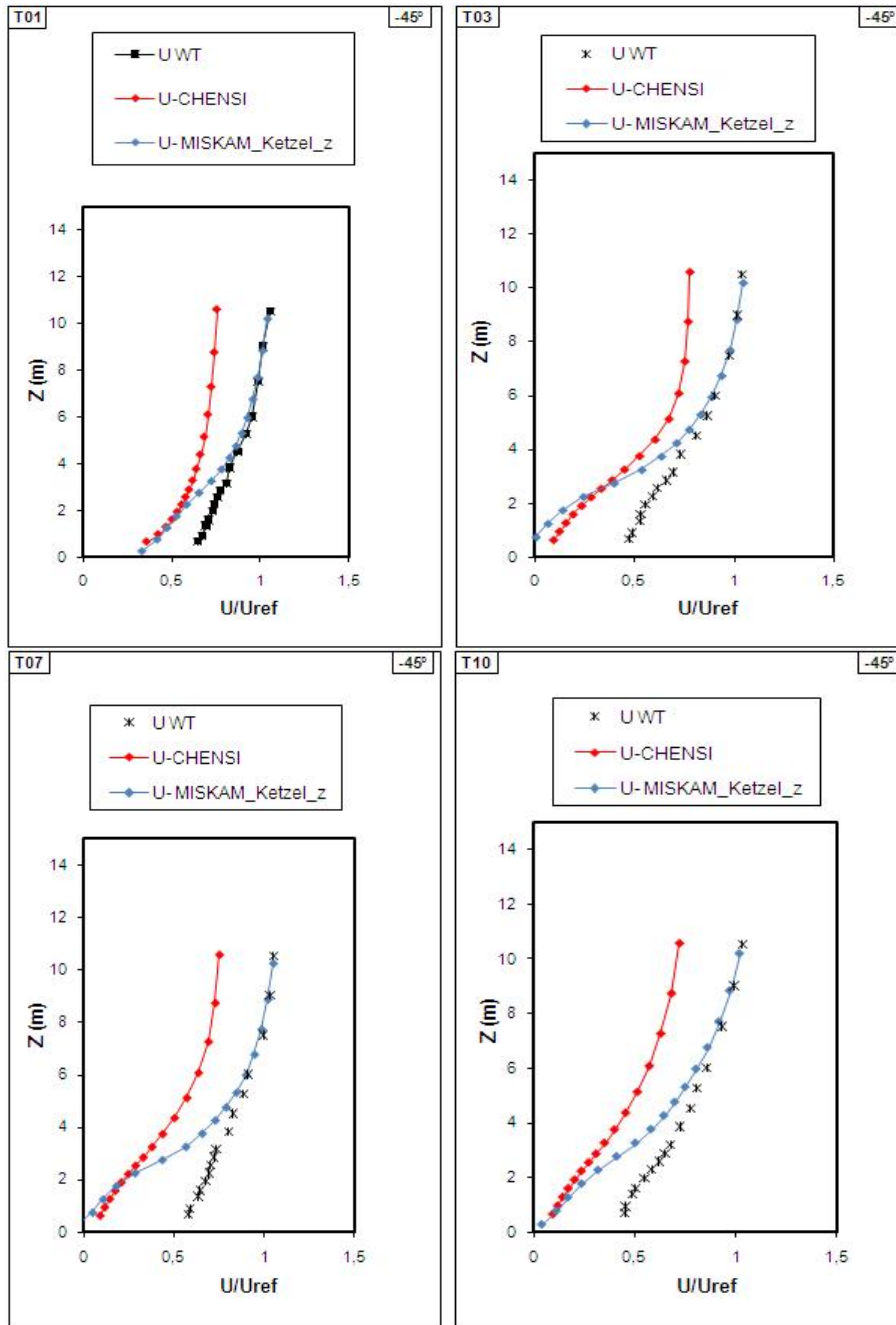 T01
-45º
U WT
U-CHENSI
U- MISKAM_Ketzel_z
14
12
10
8
6
4
2
0
Z (m)
0
0,5
1
1,5
U/Uref
T03
-45º
U WT
U-CHENSI
U- MISKAM_Ketzel_z
14
12
10
8
6
4
2
0
Z (m)
0
0,5
1
1,5
U/Uref
T07
-45º
U WT
U-CHENSI
U- MISKAM_Ketzel_z
14
12
10
8
6
4
2
0
Z (m)
0
0,5
1
1,5
U/Uref
T10
-45º
U WT
U-CHENSI
U- MISKAM_Ketzel_z
14
12
10
8
6
4
2
0
Z (m)
0
0,5
1
1,5
U/Uref